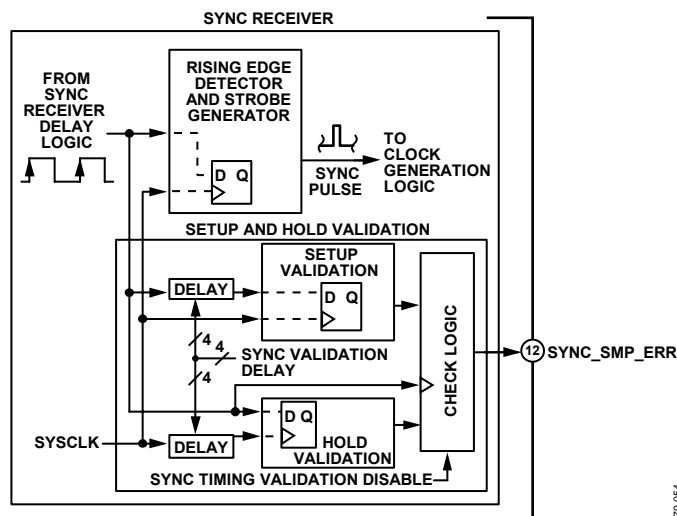 SYNC RECEIVER
FROM
SYNC
RECEIVER
DELAY
LOGIC
RISING EDGE
DETECTOR
AND STROBE
GENERATOR
D Q
SYNC
PULSE
TO
CLOCK
GENERATION
LOGIC
SETUP AND HOLD VALIDATION
SETUP
VALIDATION
DELAY
D Q
4
4
4
SYNC VALIDATION
DELAY
CHECK LOGIC
12 SYNC_SMP_ERR
SYSCLK
DELAY
D Q
HOLD
VALIDATION
SYNC TIMING VALIDATION DISABLE